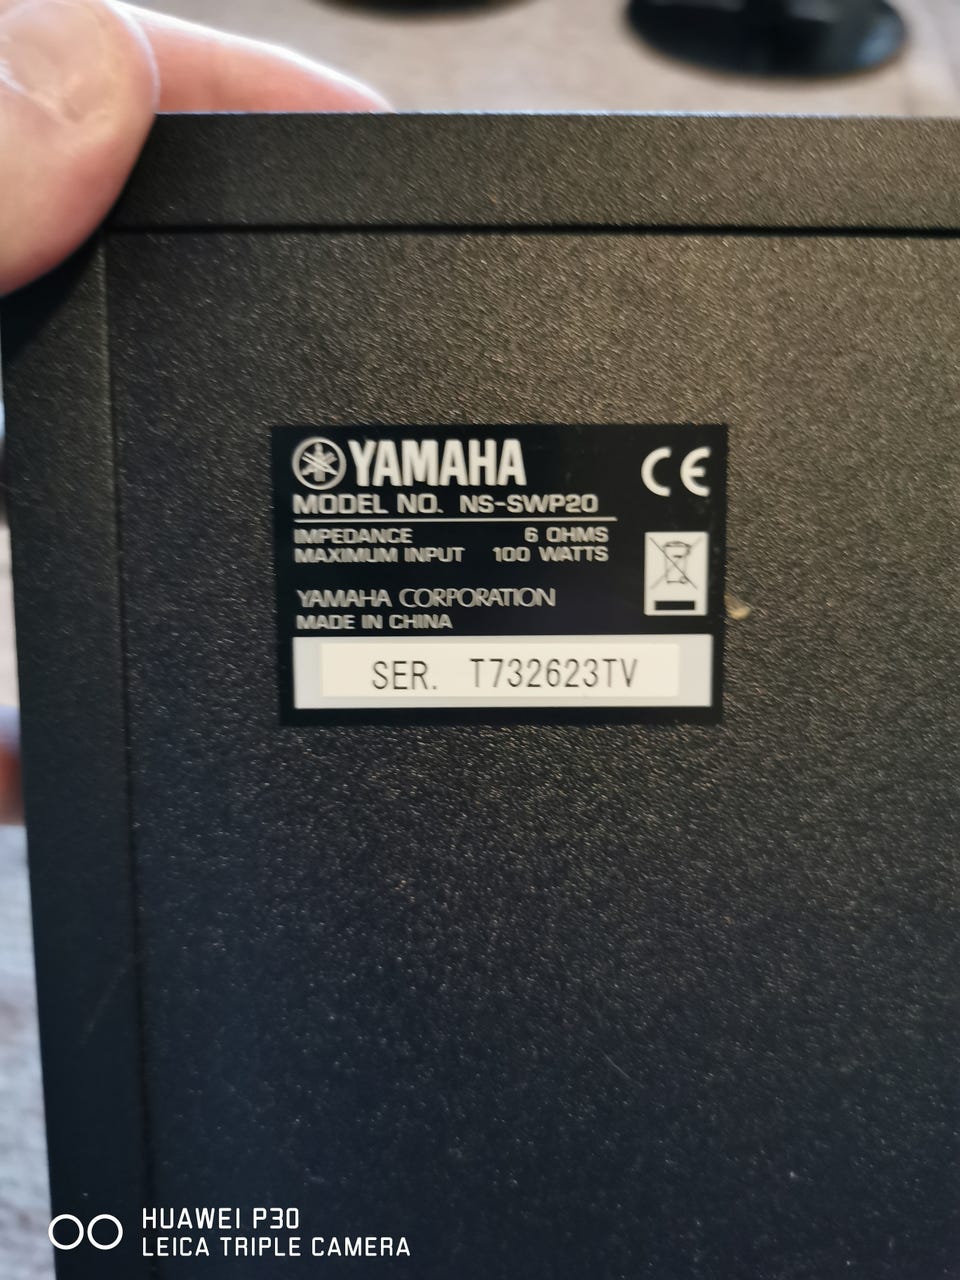 YAMAHA CE
MODEL NO. NS-SWP20
IMPEDANCE 6 OHMS
MAXIMUM INPUT 100 WATTS
YAMAHA CORPORATION
MADE IN CHINA
SER. T732623TV
HUAWEI P30
LEICA TRIPLE CAMERA